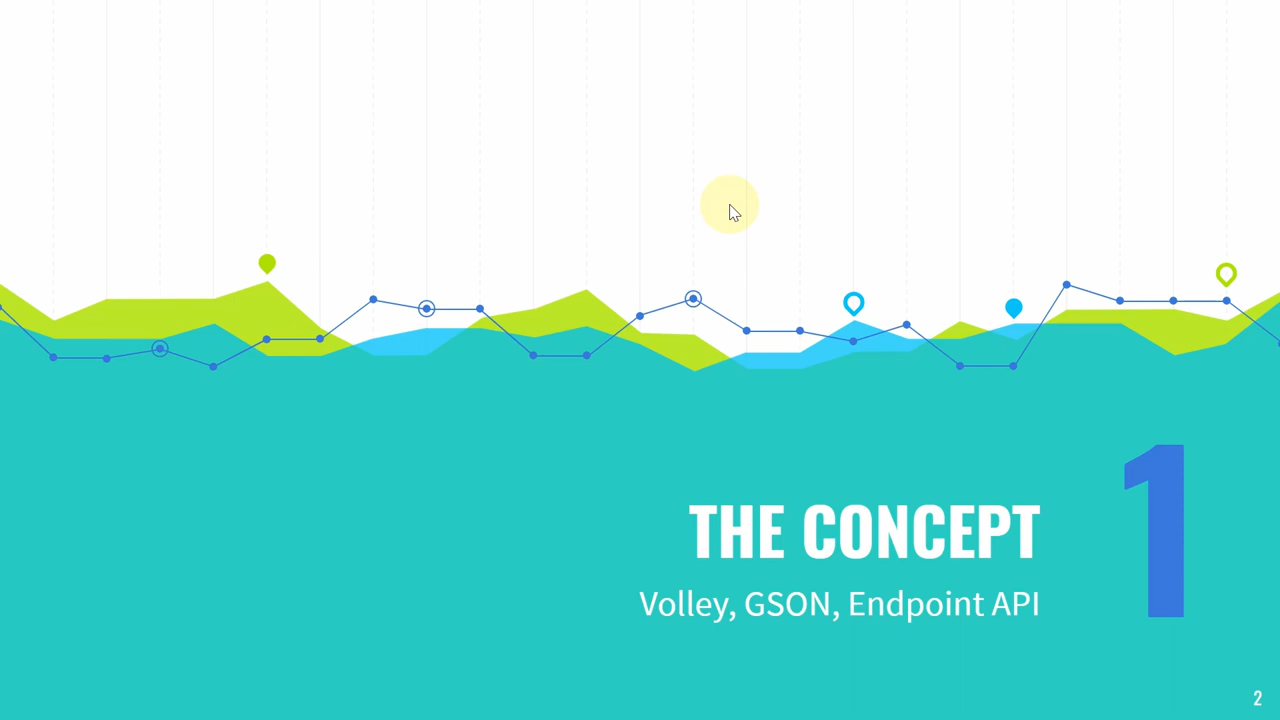 THE CONCEPT
1
Volley, GSON, Endpoint API
2